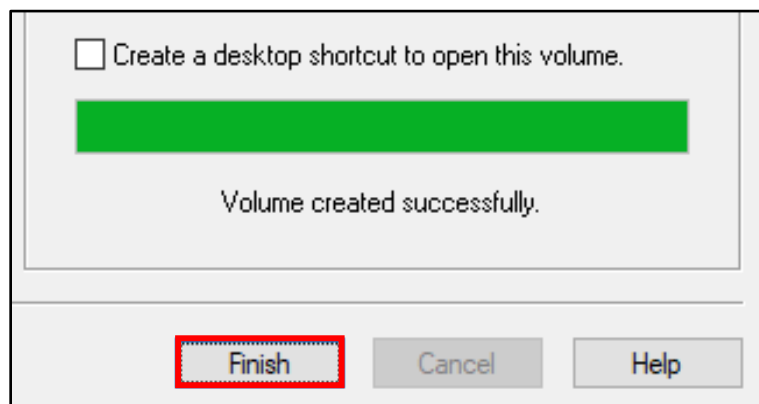 Create a desktop shortcut to open this volume.
Volume created successfully.
Finish
Cancel
Help